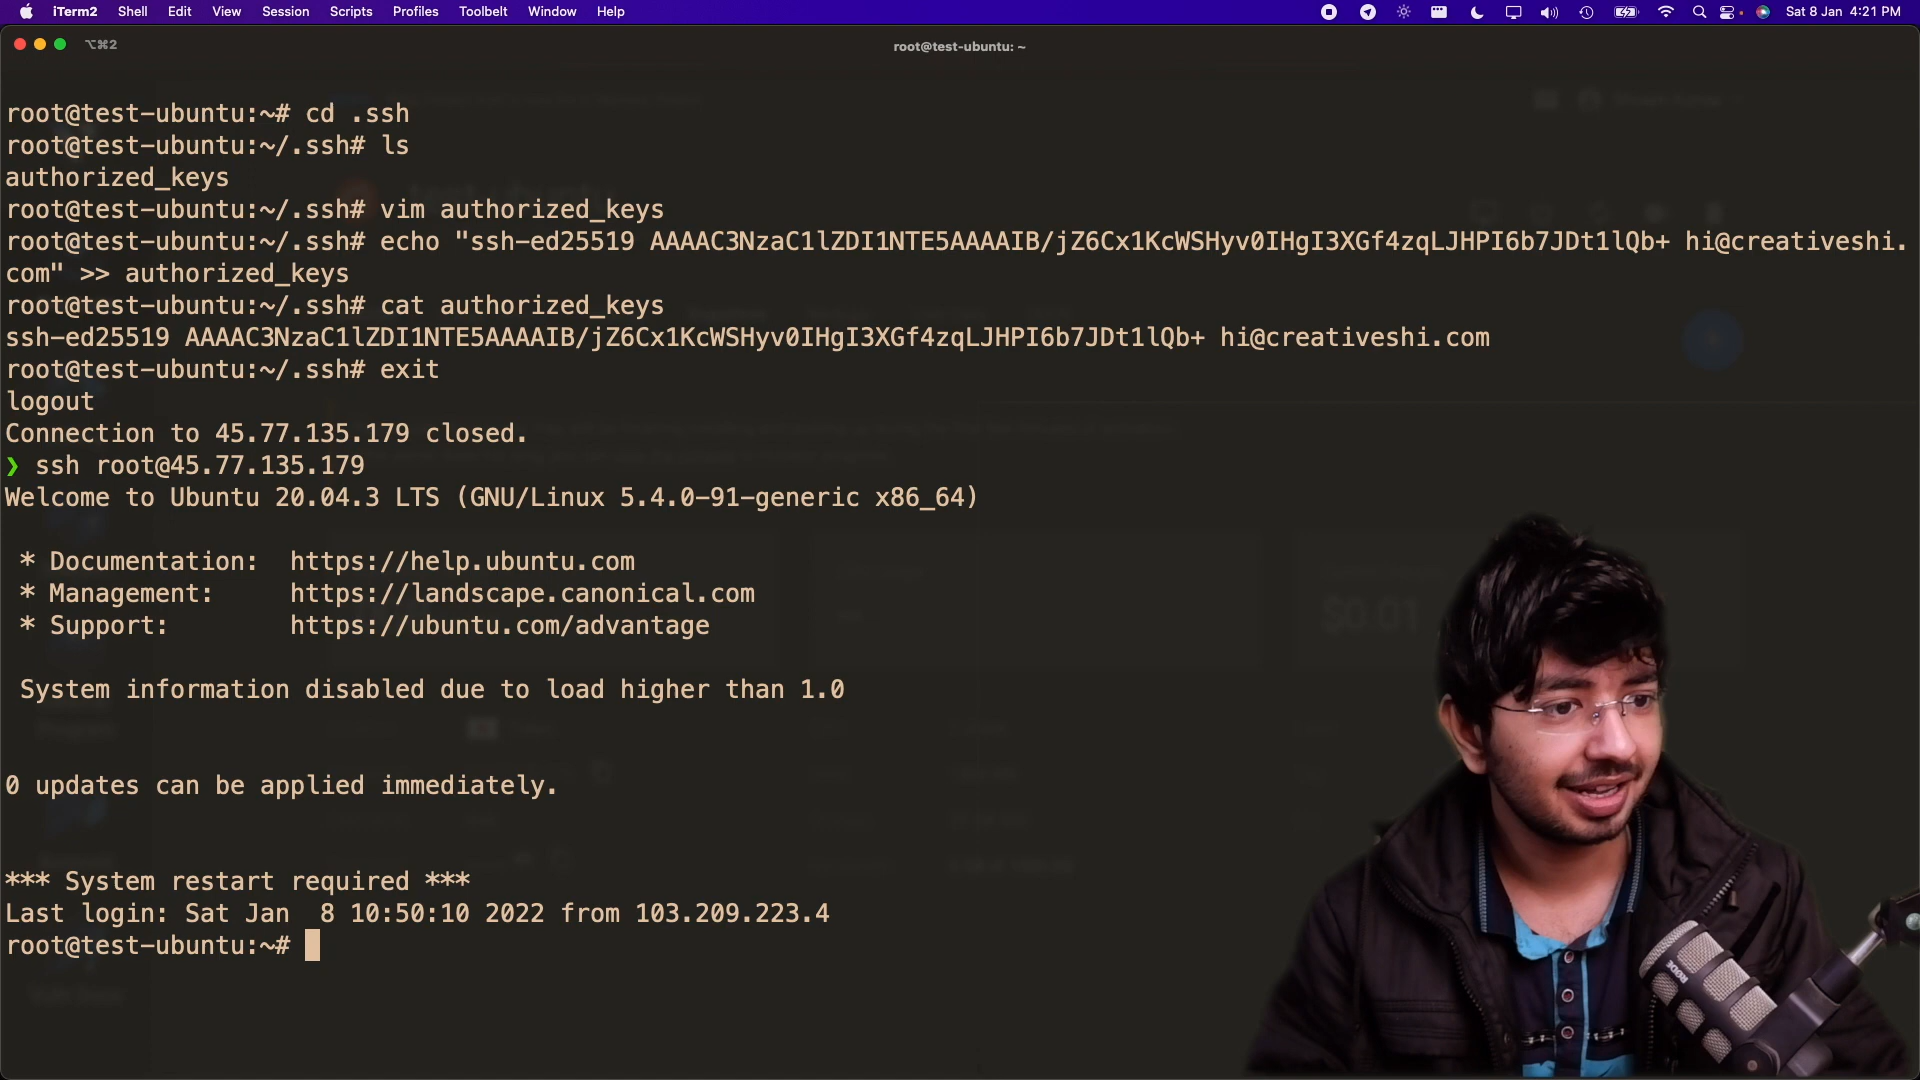 iTerm2 Shell Edit View Session Scripts Profiles Toolbelt Window Help Sat 8 Jan 4:21 PM
⌥⌘2 root@test-ubuntu: ~
root@test-ubuntu:~# cd .ssh
root@test-ubuntu:~/.ssh# ls
authorized_keys
root@test-ubuntu:~/.ssh# vim authorized_keys
root@test-ubuntu:~/.ssh# echo "ssh-ed25519 AAAAC3NzaC1lZDI1NTE5AAAAIB/jZ6Cx1KcWSHyv0IHgI3XGf4zqLJHPI6b7JDt1lQb+ hi@creativeshi.
com" >> authorized_keys
root@test-ubuntu:~/.ssh# cat authorized_keys
ssh-ed25519 AAAAC3NzaC1lZDI1NTE5AAAAIB/jZ6Cx1KcWSHyv0IHgI3XGf4zqLJHPI6b7JDt1lQb+ hi@creativeshi.com
root@test-ubuntu:~/.ssh# exit
logout
Connection to 45.77.135.179 closed.
❯ ssh root@45.77.135.179
Welcome to Ubuntu 20.04.3 LTS (GNU/Linux 5.4.0-91-generic x86_64)
* Documentation: https://help.ubuntu.com
* Management: https://landscape.canonical.com
* Support: https://ubuntu.com/advantage
$0.01
System information disabled due to load higher than 1.0
0 updates can be applied immediately.
*** System restart required ***
Last login: Sat Jan 8 10:50:10 2022 from 103.209.223.4
root@test-ubuntu:~#
RODE